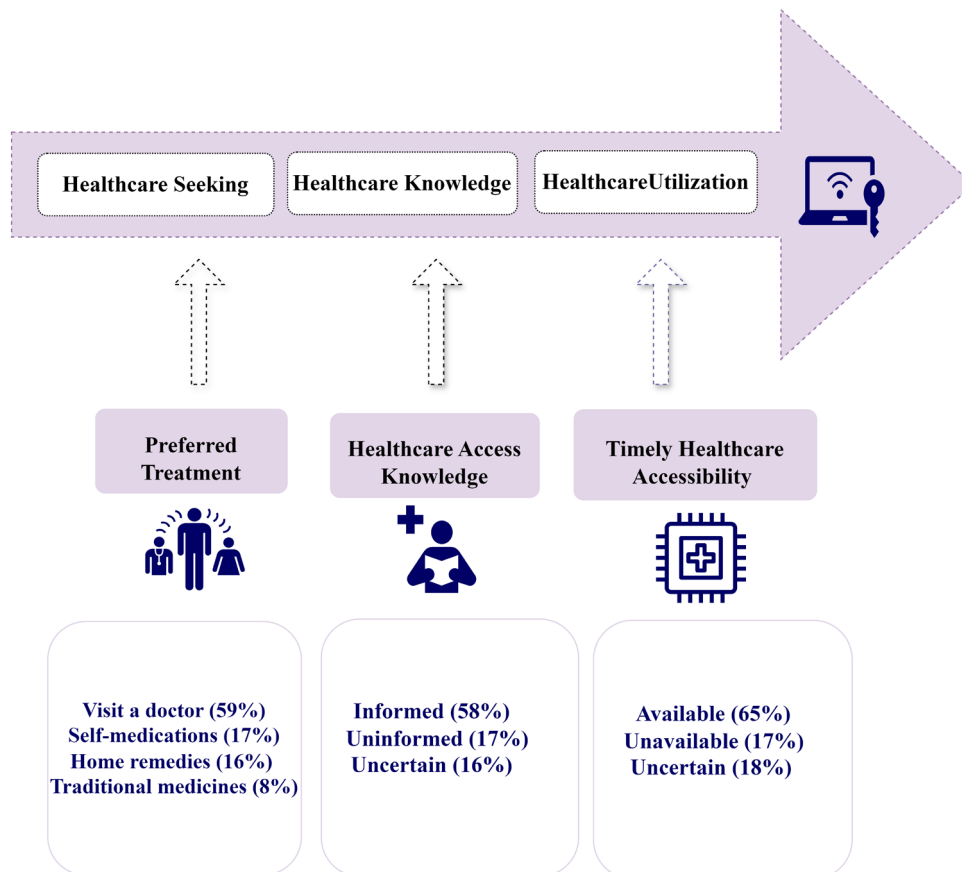 Healthcare Seeking
Healthcare Knowledge
HealthcareUtilization
Preferred
Treatment
Healthcare Access
Knowledge
Timely Healthcare
Accessibility
Visit a doctor (59%)
Self-medications (17%)
Home remedies (16%)
Traditional medicines (8%)
Informed (58%)
Uninformed (17%)
Uncertain (16%)
Available (65%)
Unavailable (17%)
Uncertain (18%)